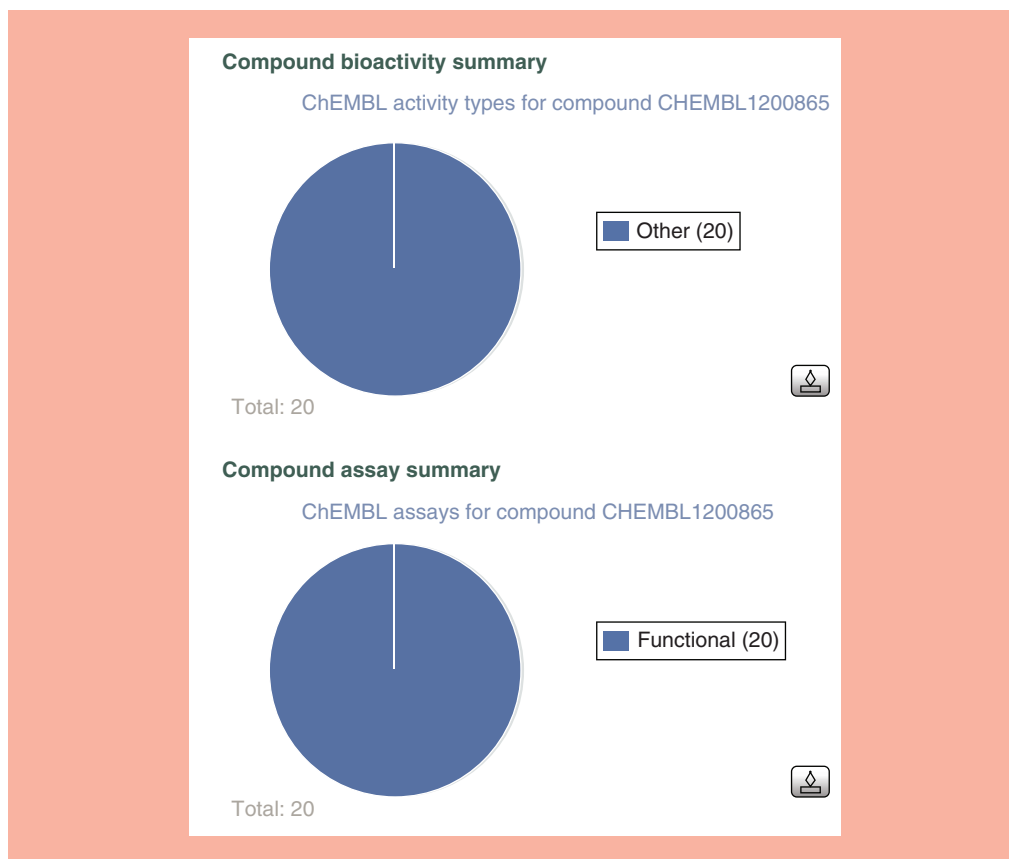 Compound bioactivity summary
ChEMBL activity types for compound CHEMBL1200865
Other (20)
Total: 20
Compound assay summary
ChEMBL assays for compound CHEMBL1200865
Functional (20)
Total: 20